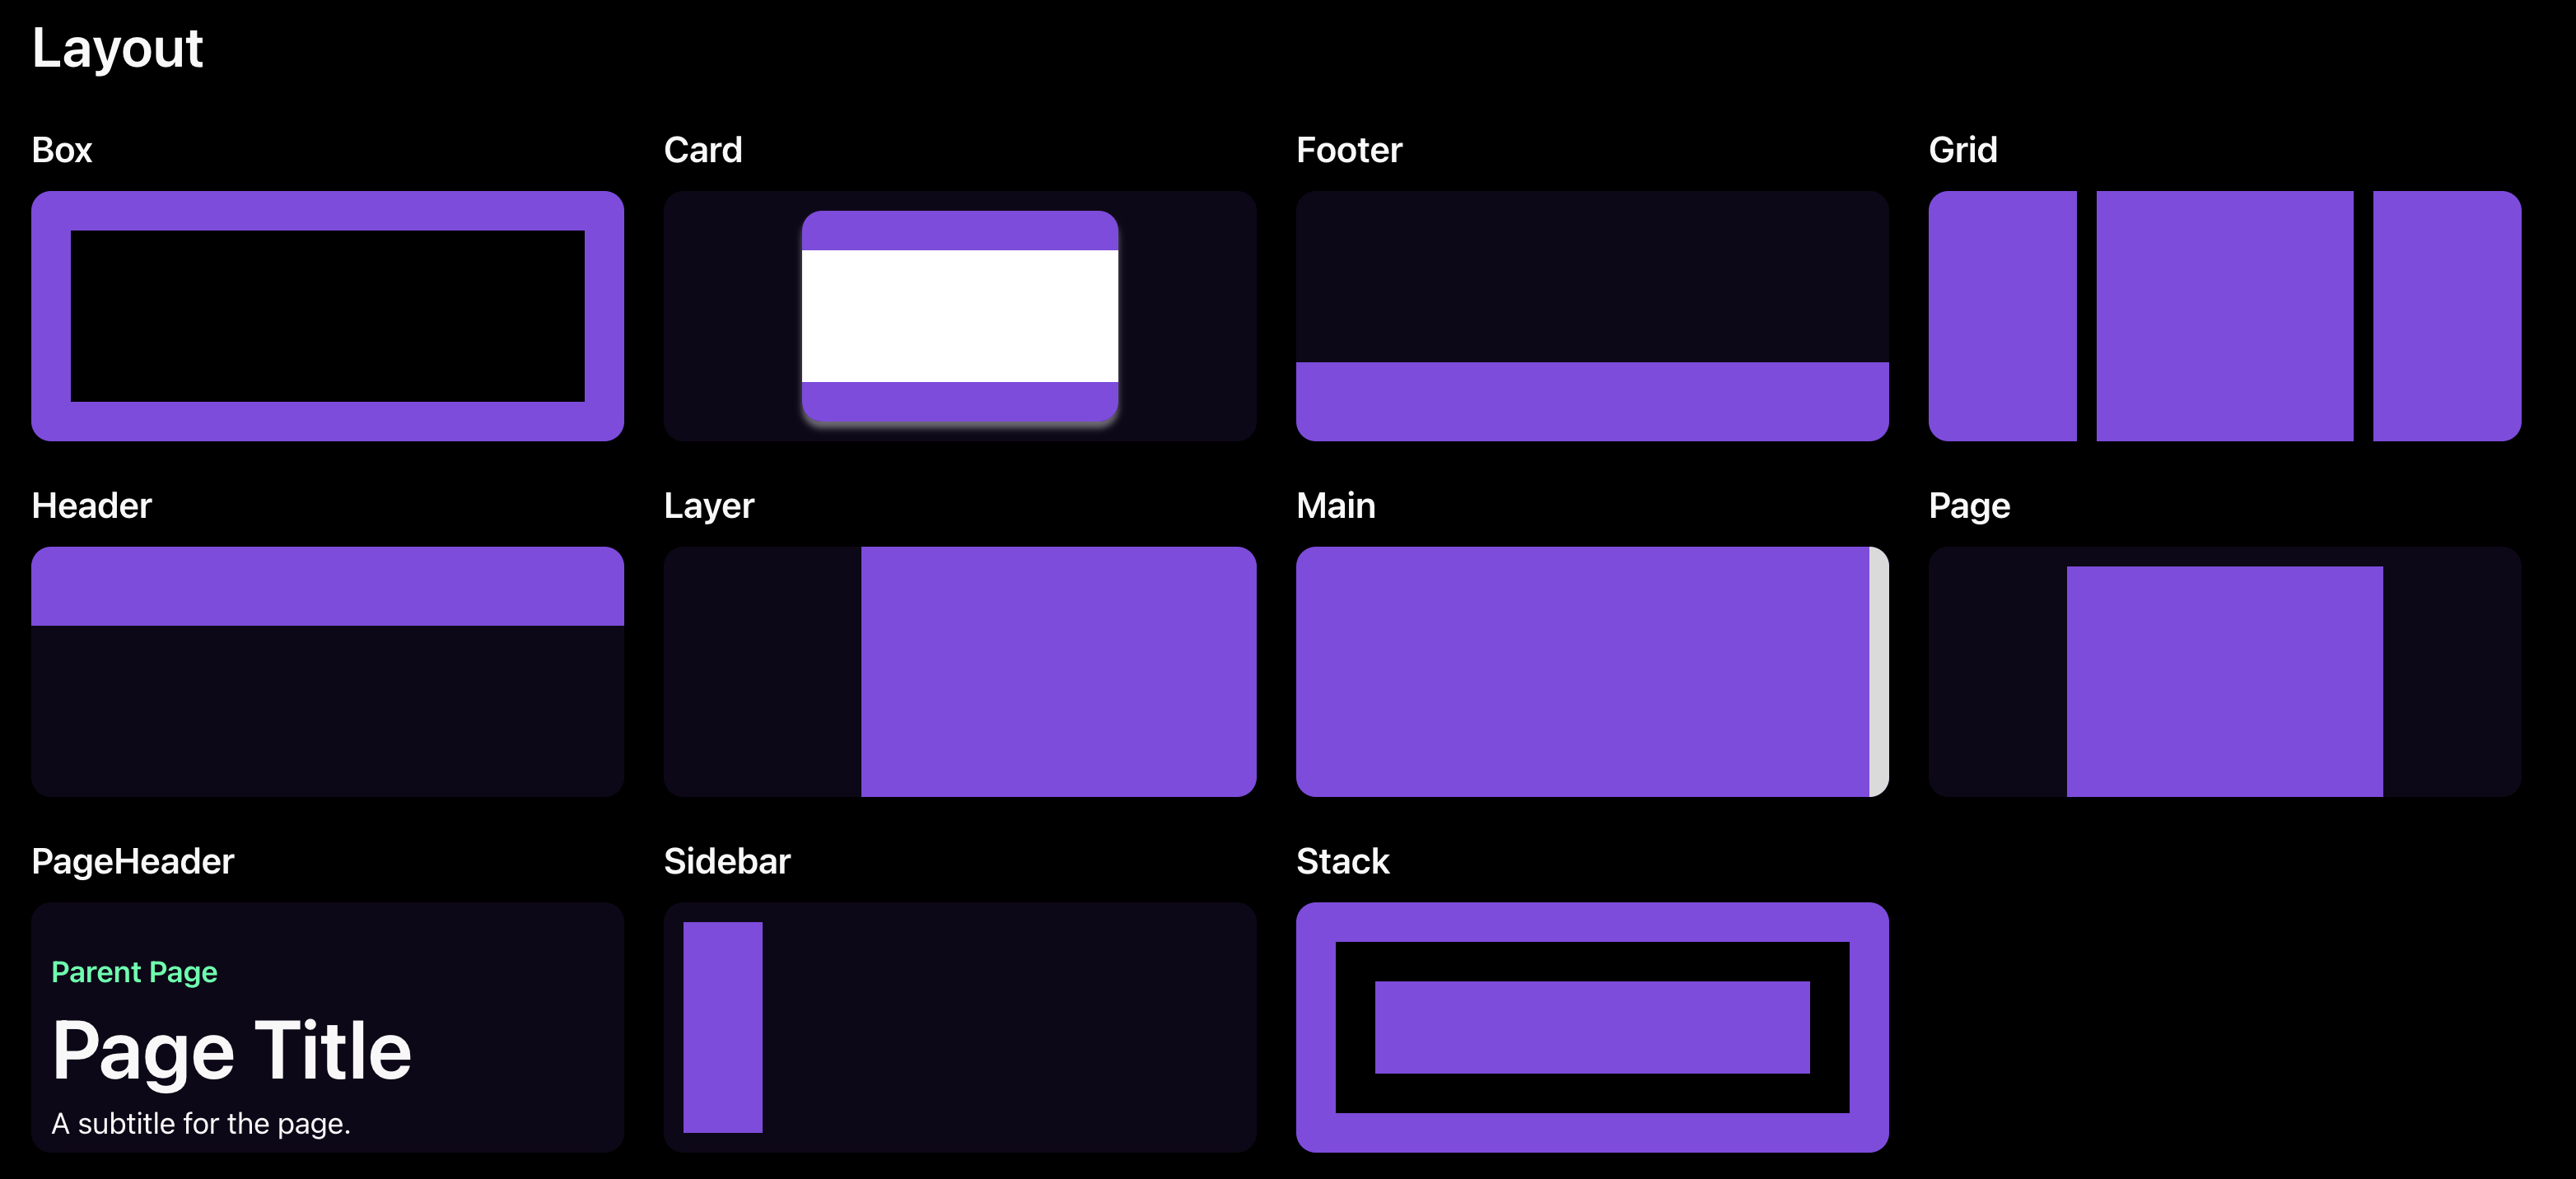 Layout
Box
Card
Footer
Grid
Header
Layer
Main
Page
PageHeader
Sidebar
Stack
Parent Page
Page Title
A subtitle for the page.